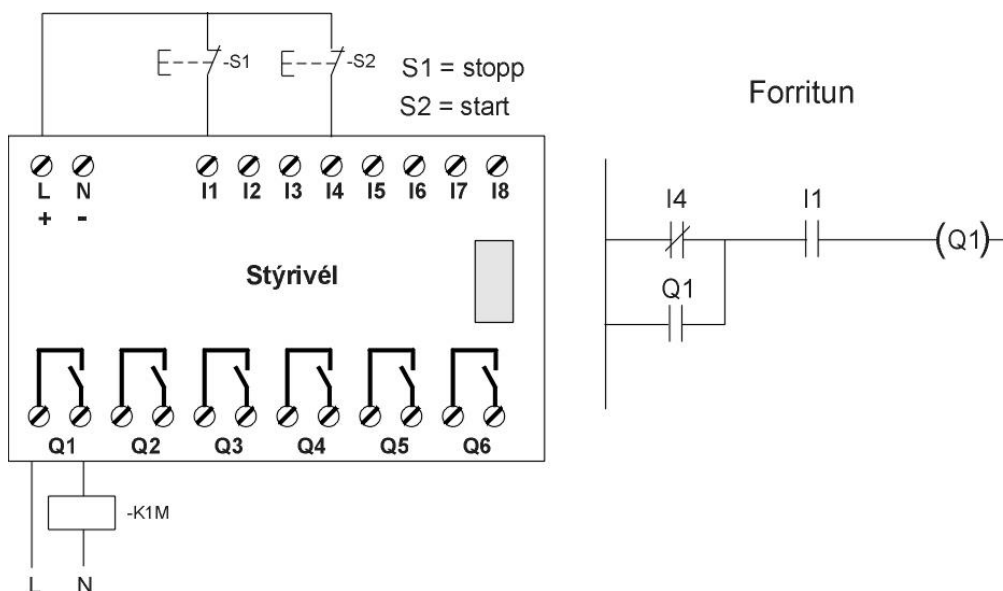 -S1
-S2
S1 = stopp
S2 = start
Forritun
L N I1 I2 I3 I4 I5 I6 I7 I8
+ -
Stýrivél
Q1 Q2 Q3 Q4 Q5 Q6
-K1M
L N
I4 I1
(Q1)
Q1